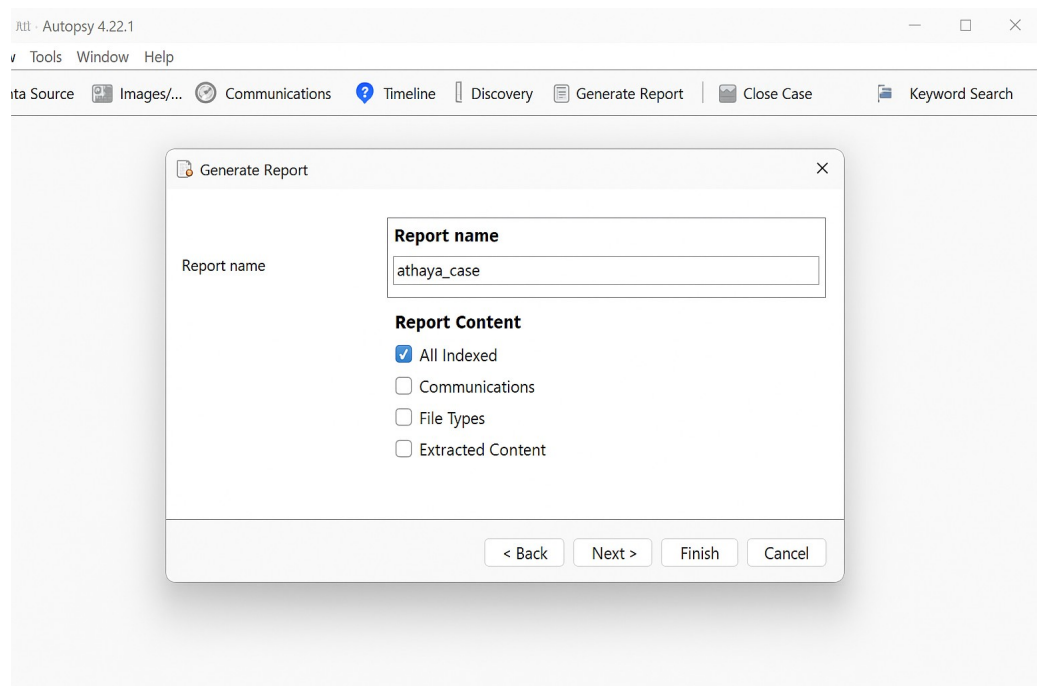 Autopsy 4.22.1
Tools Window Help
ta Source Images/... Communications Timeline Discovery Generate Report Close Case Keyword Search
Generate Report
Report name
Report name
athaya_case
Report Content
All Indexed
Communications
File Types
Extracted Content
< Back Next > Finish Cancel